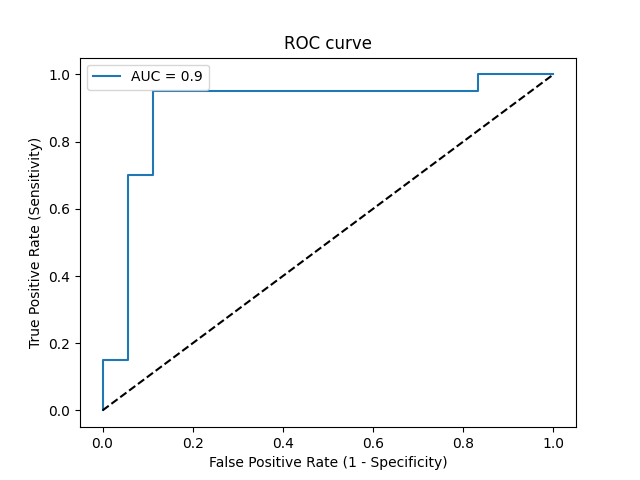 ROC curve
AUC = 0.9
True Positive Rate (Sensitivity)
1.0
0.8
0.6
0.4
0.2
0.0
0.0 0.2 0.4 0.6 0.8 1.0
False Positive Rate (1 - Specificity)